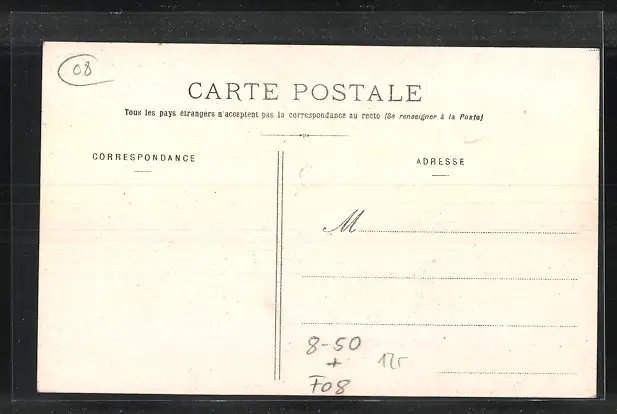 08
CARTE POSTALE
Tous les pays étrangers n'acceptent pas la correspondance au recto (Se renseigner à la Poste)
CORRESPONDANCE
ADRESSE
M
8-50
+
F08